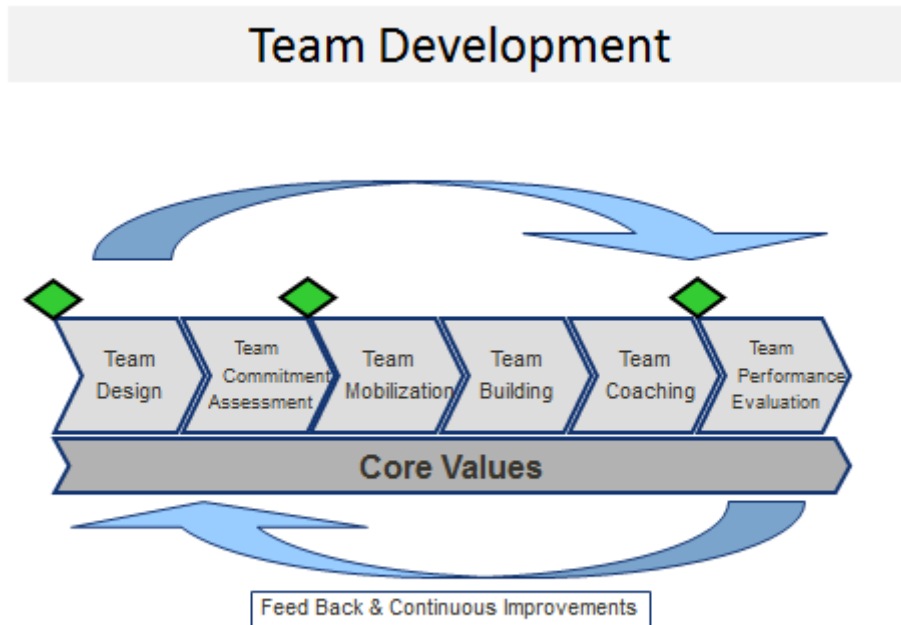 Team Development
Team
Design
Team
Commitment
Assessment
Team
Mobilization
Team
Building
Team
Coaching
Team
Performance
Evaluation
Core Values
Feed Back & Continuous Improvements